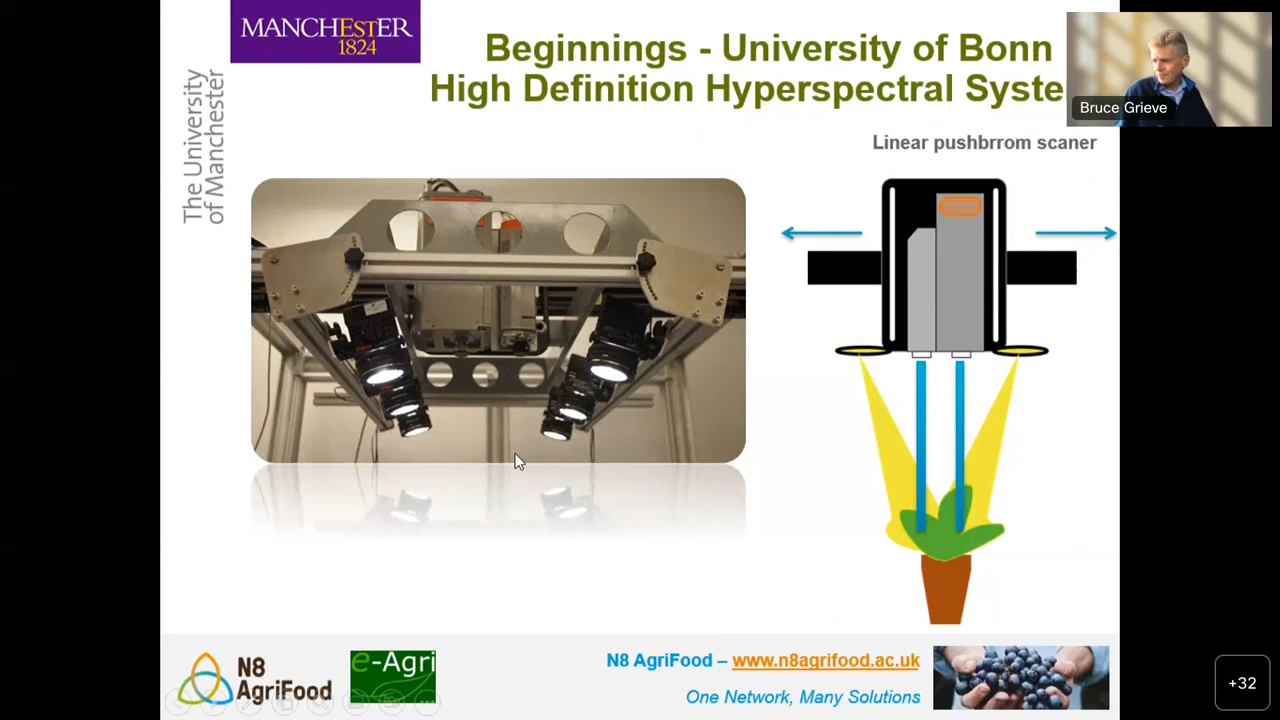 MANCHESTER
1824
The University
of Manchester
Beginnings - University of Bonn
High Definition Hyperspectral Syste
Bruce Grieve
Linear pushbrrom scaner
N8
AgriFood
e-Agri
N8 AgriFood – www.n8agrifood.ac.uk
One Network, Many Solutions
+32